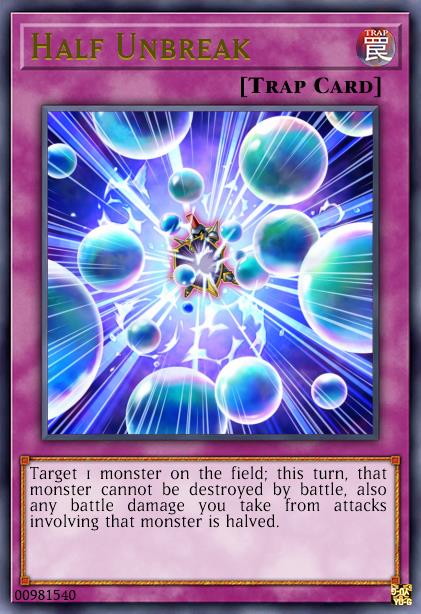 Half Unbreak
TRAP
罠
[Trap Card]
Target 1 monster on the field; this turn, that
monster cannot be destroyed by battle, also
any battle damage you take from attacks
involving that monster is halved.
00981540